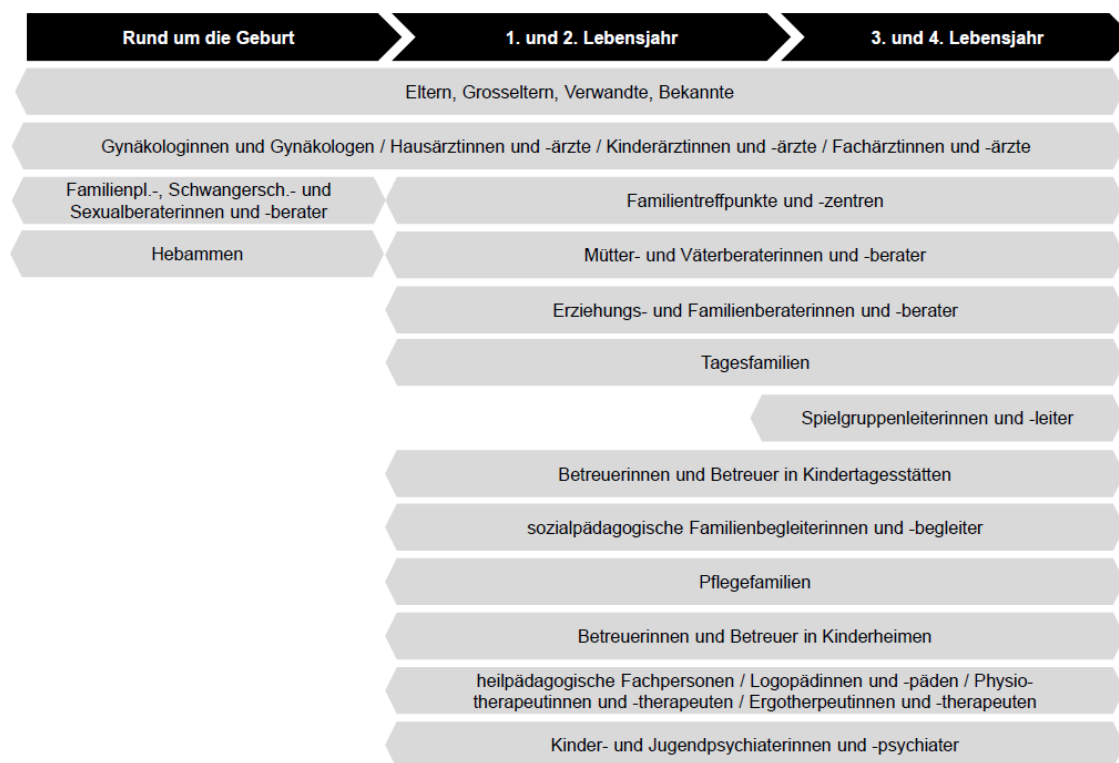 Rund um die Geburt
1. und 2. Lebensjahr
3. und 4. Lebensjahr
Eltern, Grosseltern, Verwandte, Bekannte
Gynäkologinnen und Gynäkologen / Hausärztinnen und -ärzte / Kinderärztinnen und -ärzte / Fachärztinnen und -ärzte
Familienpl.-, Schwangersch.- und
Sexualberaterinnen und -berater
Familientreffpunkte und -zentren
Hebammen
Mütter- und Väterberaterinnen und -berater
Erziehungs- und Familienberaterinnen und -berater
Tagesfamilien
Spielgruppenleiterinnen und -leiter
Betreuerinnen und Betreuer in Kindertagesstätten
sozialpädagogische Familienbegleiterinnen und -begleiter
Pflegefamilien
Betreuerinnen und Betreuer in Kinderheimen
heilpädagogische Fachpersonen / Logopädinnen und -päden / Physio-
therapeutinnen und -therapeuten / Ergotherpeutinnen und -therapeuten
Kinder- und Jugendpsychiaterinnen und -psychiater